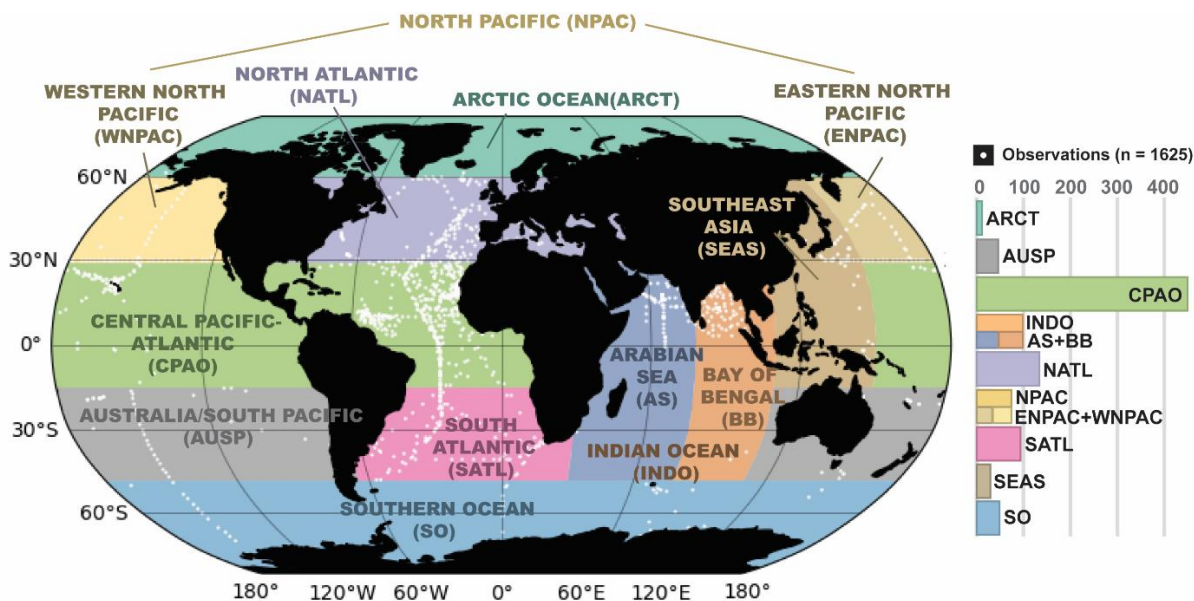 NORTH PACIFIC (NPAC)
NORTH ATLANTIC
(NATL)
WESTERN NORTH
PACIFIC
(WNPAC)
ARCTIC OCEAN(ARCT)
EASTERN NORTH
PACIFIC
(ENPAC)
Observations (n = 1625)
0 100 200 300 400
60°N
30°N
0°
30°S
60°S
SOUTHEAST
ASIA
(SEAS)
CENTRAL PACIFIC-
ATLANTIC
(CPAO)
ARABIAN
SEA
(AS)
BAY OF
BENGAL
(BB)
AUSTRALIA/SOUTH PACIFIC
(AUSP)
SOUTH
ATLANTIC
(SATL)
INDIAN OCEAN
(INDO)
SOUTHERN OCEAN
(SO)
180° 120°W 60°W 0° 60°E 120°E 180°
ARCT
AUSP
CPAO
INDO
AS+BB
NATL
NPAC
ENPAC+WNPAC
SATL
SEAS
SO